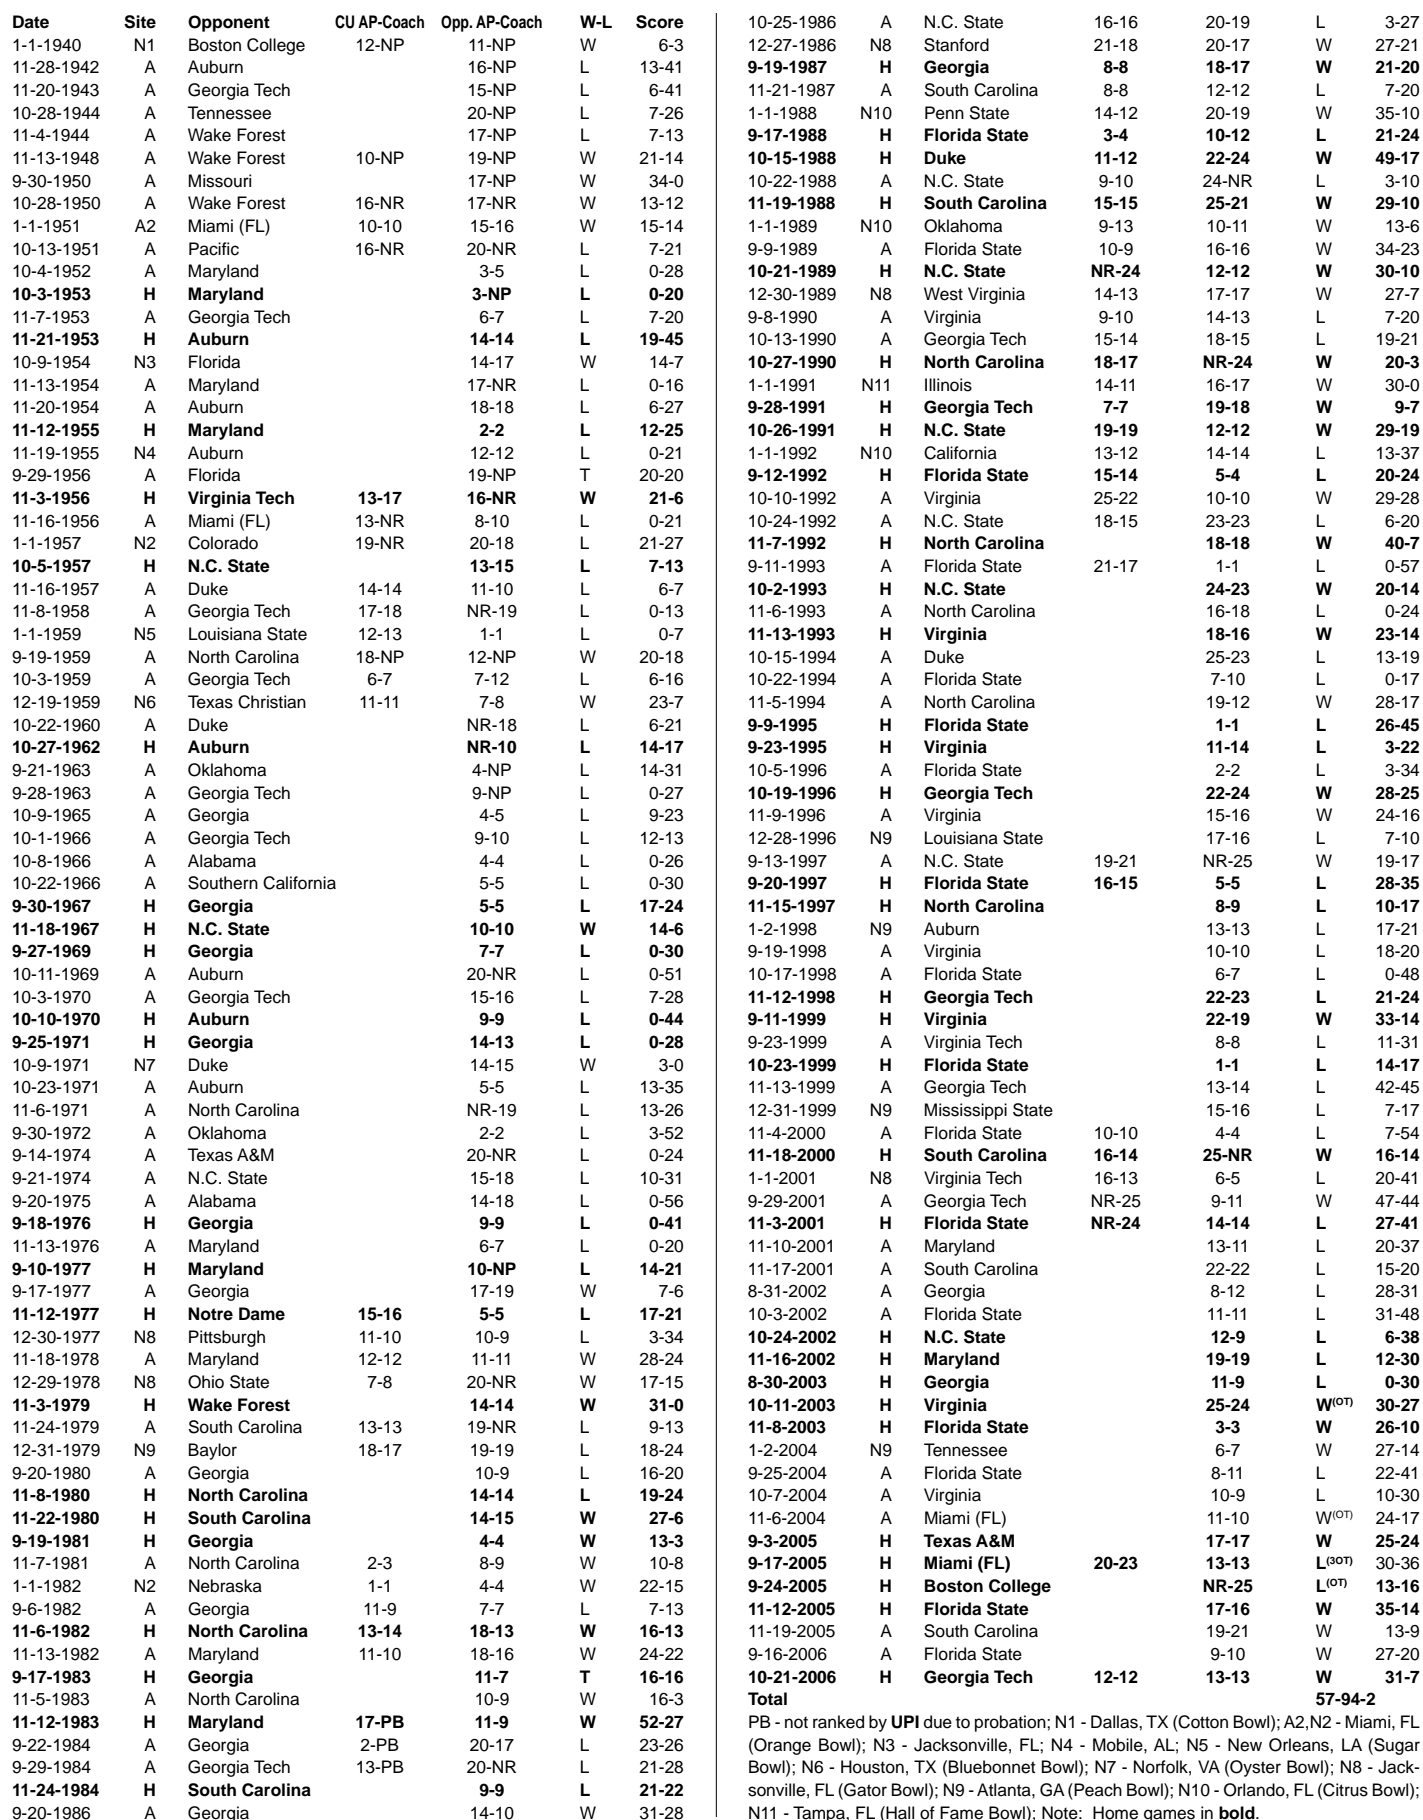 Date Site Opponent CU AP-Coach Opp. AP-Coach W-L Score
1-1-1940 N1 Boston College 12-NP 11-NP W 6-3
11-28-1942 A Auburn 16-NP L 13-41
11-20-1943 A Georgia Tech 15-NP L 6-41
10-28-1944 A Tennessee 20-NP L 7-26
11-4-1944 A Wake Forest 17-NP L 7-13
11-13-1948 A Wake Forest 10-NP 19-NP W 21-14
9-30-1950 A Missouri 17-NP W 34-0
10-28-1950 A Wake Forest 16-NR 17-NR W 13-12
1-1-1951 A2 Miami (FL) 10-10 15-16 W 15-14
10-13-1951 A Pacific 16-NR 20-NR L 7-21
10-4-1952 A Maryland 3-5 L 0-28
10-3-1953 H Maryland 3-NP L 0-20
11-7-1953 A Georgia Tech 6-7 L 7-20
11-21-1953 H Auburn 14-14 L 19-45
10-9-1954 N3 Florida 14-17 W 14-7
11-13-1954 A Maryland 17-NR L 0-16
11-20-1954 A Auburn 18-18 L 6-27
11-12-1955 H Maryland 2-2 L 12-25
11-19-1955 N4 Auburn 12-12 L 0-21
9-29-1956 A Florida 19-NP T 20-20
11-3-1956 H Virginia Tech 13-17 16-NR W 21-6
11-16-1956 A Miami (FL) 13-NR 8-10 L 0-21
1-1-1957 N2 Colorado 19-NR 20-18 L 21-27
10-5-1957 H N.C. State 13-15 L 7-13
11-16-1957 A Duke 14-14 11-10 L 6-7
11-8-1958 A Georgia Tech 17-18 NR-19 L 0-13
1-1-1959 N5 Louisiana State 12-13 1-1 L 0-7
9-19-1959 A North Carolina 18-NP 12-NP W 20-18
10-3-1959 A Georgia Tech 6-7 7-12 L 6-16
12-19-1959 N6 Texas Christian 11-11 7-8 W 23-7
10-22-1960 A Duke NR-18 L 6-21
10-27-1962 H Auburn NR-10 L 14-17
9-21-1963 A Oklahoma 4-NP L 14-31
9-28-1963 A Georgia Tech 9-NP L 0-27
10-9-1965 A Georgia 4-5 L 9-23
10-1-1966 A Georgia Tech 9-10 L 12-13
10-8-1966 A Alabama 4-4 L 0-26
10-22-1966 A Southern California 5-5 L 0-30
9-30-1967 H Georgia 5-5 L 17-24
11-18-1967 H N.C. State 10-10 W 14-6
9-27-1969 H Georgia 7-7 L 0-30
10-11-1969 A Auburn 20-NR L 0-51
10-3-1970 A Georgia Tech 15-16 L 7-28
10-10-1970 H Auburn 9-9 L 0-44
9-25-1971 H Georgia 14-13 L 0-28
10-9-1971 N7 Duke 14-15 W 3-0
10-23-1971 A Auburn 5-5 L 13-35
11-6-1971 A North Carolina NR-19 L 13-26
9-30-1972 A Oklahoma 2-2 L 3-52
9-14-1974 A Texas A&M 20-NR L 0-24
9-21-1974 A N.C. State 15-18 L 10-31
9-20-1975 A Alabama 14-18 L 0-56
9-18-1976 H Georgia 9-9 L 0-41
11-13-1976 A Maryland 6-7 L 0-20
9-10-1977 H Maryland 10-NP L 14-21
9-17-1977 A Georgia 17-19 W 7-6
11-12-1977 H Notre Dame 15-16 5-5 L 17-21
12-30-1977 N8 Pittsburgh 11-10 10-9 L 3-34
11-18-1978 A Maryland 12-12 11-11 W 28-24
12-29-1978 N8 Ohio State 7-8 20-NR W 17-15
11-3-1979 H Wake Forest 14-14 W 31-0
11-24-1979 A South Carolina 13-13 19-NR L 9-13
12-31-1979 N9 Baylor 18-17 19-19 L 18-24
9-20-1980 A Georgia 10-9 L 16-20
11-8-1980 H North Carolina 14-14 L 19-24
11-22-1980 H South Carolina 14-15 W 27-6
9-19-1981 H Georgia 4-4 W 13-3
11-7-1981 A North Carolina 2-3 8-9 W 10-8
1-1-1982 N2 Nebraska 1-1 4-4 W 22-15
9-6-1982 A Georgia 11-9 7-7 L 7-13
11-6-1982 H North Carolina 13-14 18-13 W 16-13
11-13-1982 A Maryland 11-10 18-16 W 24-22
9-17-1983 H Georgia 11-7 T 16-16
11-5-1983 A North Carolina 10-9 W 16-3
11-12-1983 H Maryland 17-PB 11-9 W 52-27
9-22-1984 A Georgia 2-PB 20-17 L 23-26
9-29-1984 A Georgia Tech 13-PB 20-NR L 21-28
11-24-1984 H South Carolina 9-9 L 21-22
9-20-1986 A Georgia 14-10 W 31-28
10-25-1986 A N.C. State 16-16 20-19 L 3-27
12-27-1986 N8 Stanford 21-18 20-17 W 27-21
9-19-1987 H Georgia 8-8 18-17 W 21-20
11-21-1987 A South Carolina 8-8 12-12 L 7-20
1-1-1988 N10 Penn State 14-12 20-19 W 35-10
9-17-1988 H Florida State 3-4 10-12 L 21-24
10-15-1988 H Duke 11-12 22-24 W 49-17
10-22-1988 A N.C. State 9-10 24-NR L 3-10
11-19-1988 H South Carolina 15-15 25-21 W 29-10
1-1-1989 N10 Oklahoma 9-13 10-11 W 13-6
9-9-1989 A Florida State 10-9 16-16 W 34-23
10-21-1989 H N.C. State NR-24 12-12 W 30-10
12-30-1989 N8 West Virginia 14-13 17-17 W 27-7
9-8-1990 A Virginia 9-10 14-13 L 7-20
10-13-1990 A Georgia Tech 15-14 18-15 L 19-21
10-27-1990 H North Carolina 18-17 NR-24 W 20-3
1-1-1991 N11 Illinois 14-11 16-17 W 30-0
9-28-1991 H Georgia Tech 7-7 19-18 W 9-7
10-26-1991 H N.C. State 19-19 12-12 W 29-19
1-1-1992 N10 California 13-12 14-14 L 13-37
9-12-1992 H Florida State 15-14 5-4 L 20-24
10-10-1992 A Virginia 25-22 10-10 W 29-28
10-24-1992 A N.C. State 18-15 23-23 L 6-20
11-7-1992 H North Carolina 18-18 W 40-7
9-11-1993 A Florida State 21-17 1-1 L 0-57
10-2-1993 H N.C. State 24-23 W 20-14
11-6-1993 A North Carolina 16-18 L 0-24
11-13-1993 H Virginia 18-16 W 23-14
10-15-1994 A Duke 25-23 L 13-19
10-22-1994 A Florida State 7-10 L 0-17
11-5-1994 A North Carolina 19-12 W 28-17
9-9-1995 H Florida State 1-1 L 26-45
9-23-1995 H Virginia 11-14 L 3-22
10-5-1996 A Florida State 2-2 L 3-34
10-19-1996 H Georgia Tech 22-24 W 28-25
11-9-1996 A Virginia 15-16 W 24-16
12-28-1996 N9 Louisiana State 17-16 L 7-10
9-13-1997 A N.C. State 19-21 NR-25 W 19-17
9-20-1997 H Florida State 16-15 5-5 L 28-35
11-15-1997 H North Carolina 8-9 L 10-17
1-2-1998 N9 Auburn 13-13 L 17-21
9-19-1998 A Virginia 10-10 L 18-20
10-17-1998 A Florida State 6-7 L 0-48
11-12-1998 H Georgia Tech 22-23 L 21-24
9-11-1999 H Virginia 22-19 W 33-14
9-23-1999 A Virginia Tech 8-8 L 11-31
10-23-1999 H Florida State 1-1 L 14-17
11-13-1999 A Georgia Tech 13-14 L 42-45
12-31-1999 N9 Mississippi State 15-16 L 7-17
11-4-2000 A Florida State 10-10 4-4 L 7-54
11-18-2000 H South Carolina 16-14 25-NR W 16-14
1-1-2001 N8 Virginia Tech 16-13 6-5 L 20-41
9-29-2001 A Georgia Tech NR-25 9-11 W 47-44
11-3-2001 H Florida State NR-24 14-14 L 27-41
11-10-2001 A Maryland 13-11 L 20-37
11-17-2001 A South Carolina 22-22 L 15-20
8-31-2002 A Georgia 8-12 L 28-31
10-3-2002 A Florida State 11-11 L 31-48
10-24-2002 H N.C. State 12-9 L 6-38
11-16-2002 H Maryland 19-19 L 12-30
8-30-2003 H Georgia 11-9 L 0-30
10-11-2003 H Virginia 25-24 W(OT) 30-27
11-8-2003 H Florida State 3-3 W 26-10
1-2-2004 N9 Tennessee 6-7 W 27-14
9-25-2004 A Florida State 8-11 L 22-41
10-7-2004 A Virginia 10-9 L 10-30
11-6-2004 A Miami (FL) 11-10 W(OT) 24-17
9-3-2005 H Texas A&M 17-17 W 25-24
9-17-2005 H Miami (FL) 20-23 13-13 L(3OT) 30-36
9-24-2005 H Boston College NR-25 L(OT) 13-16
11-12-2005 H Florida State 17-16 W 35-14
11-19-2005 A South Carolina 19-21 W 13-9
9-16-2006 A Florida State 9-10 W 27-20
10-21-2006 H Georgia Tech 12-12 13-13 W 31-7
Total 57-94-2
PB - not ranked by UPI due to probation; N1 - Dallas, TX (Cotton Bowl); A2,N2 - Miami, FL
(Orange Bowl); N3 - Jacksonville, FL; N4 - Mobile, AL; N5 - New Orleans, LA (Sugar
Bowl); N6 - Houston, TX (Bluebonnet Bowl); N7 - Norfolk, VA (Oyster Bowl); N8 - Jack-
sonville, FL (Gator Bowl); N9 - Atlanta, GA (Peach Bowl); N10 - Orlando, FL (Citrus Bowl);
N11 - Tampa, FL (Hall of Fame Bowl); Note: Home games in bold.